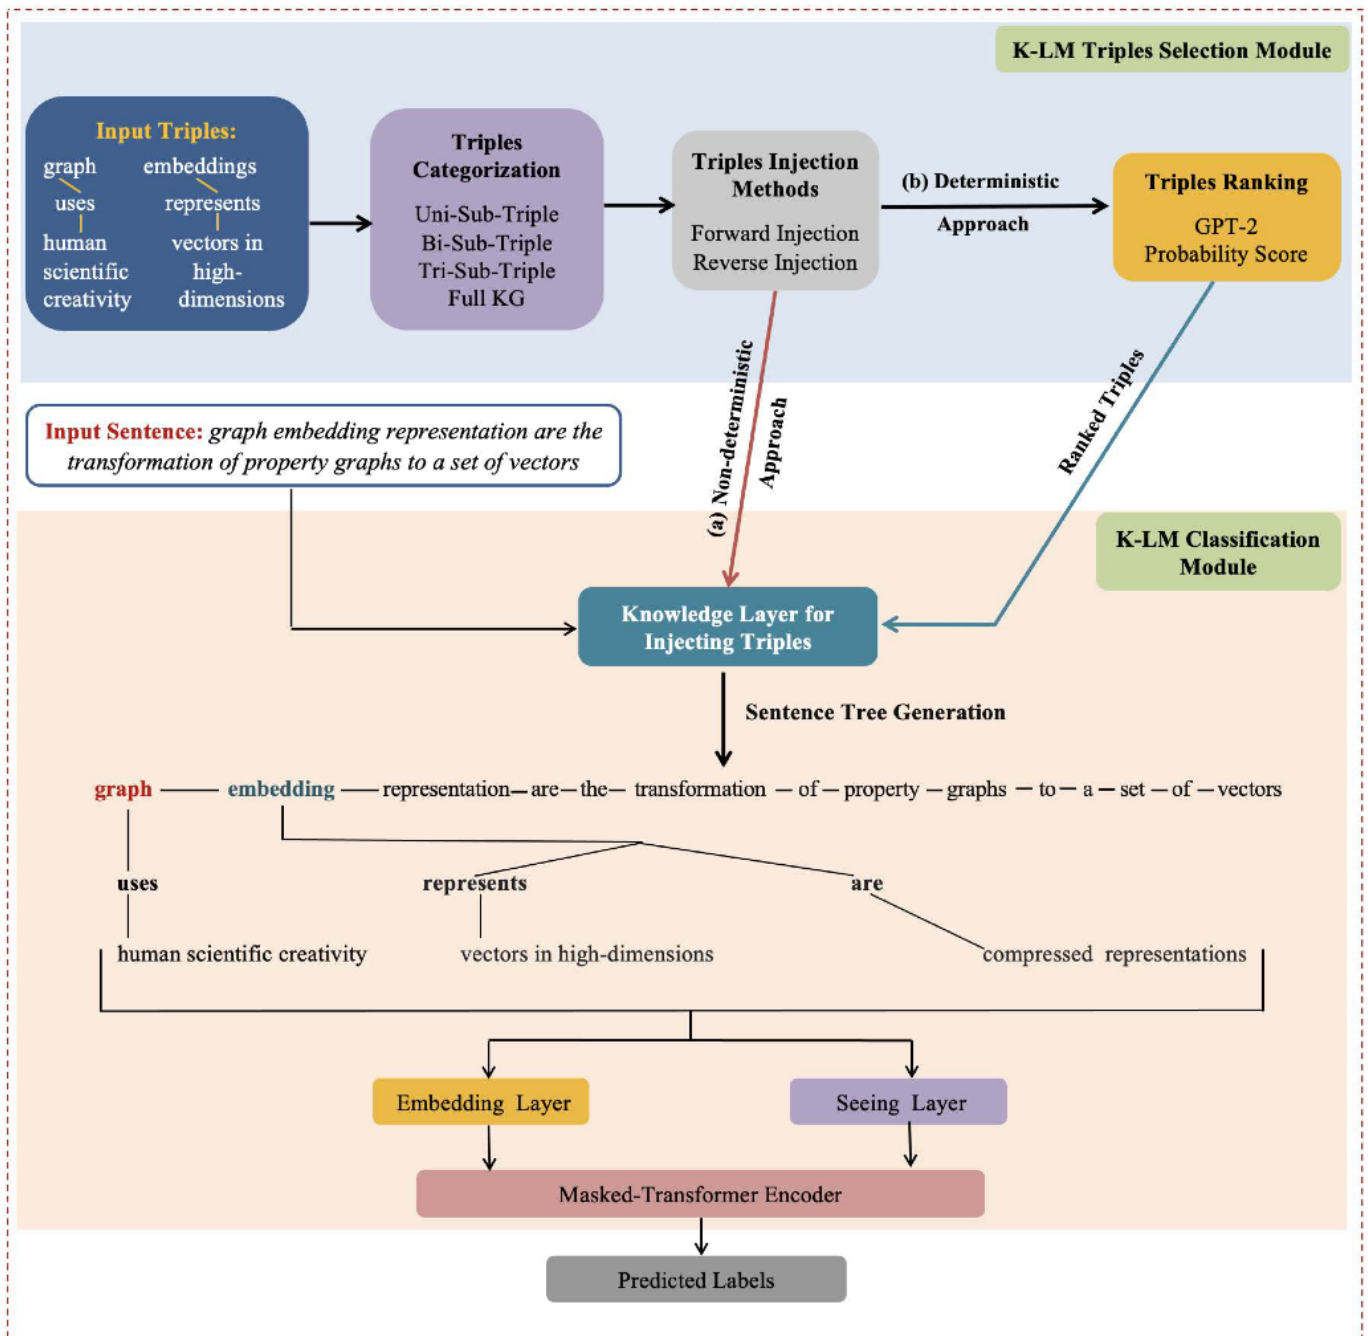 K-LM Triples Selection Module
Input Triples:
graph
uses
human
scientific
creativity
embeddings
represents
vectors in
high-
dimensions
Triples
Categorization
Uni-Sub-Triple
Bi-Sub-Triple
Tri-Sub-Triple
Full KG
Triples Injection
Methods
Forward Injection
Reverse Injection
(b) Deterministic
Approach
Triples Ranking
GPT-2
Probability Score
(a) Non-deterministic
Approach
Ranked Triples
Input Sentence: graph embedding representation are the
transformation of property graphs to a set of vectors
K-LM Classification
Module
Knowledge Layer for
Injecting Triples
Sentence Tree Generation
graph embedding representation are the transformation of property graphs to a set of vectors
uses represents are
human scientific creativity vectors in high-dimensions compressed representations
Embedding Layer
Seeing Layer
Masked-Transformer Encoder
Predicted Labels